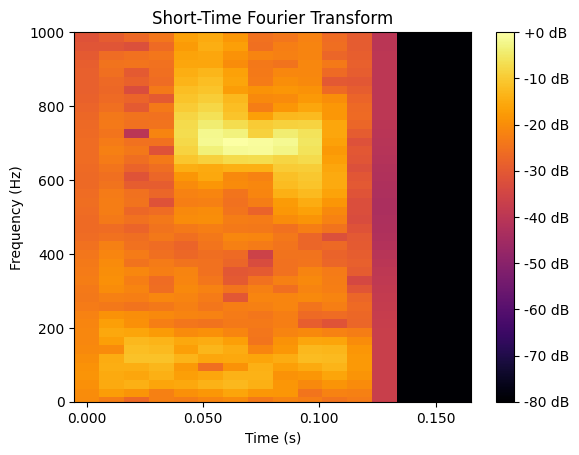 Short-Time Fourier Transform
1000
800
600
400
200
0
Frequency (Hz)
0.000
0.050
0.100
0.150
Time (s)
+0 dB
-10 dB
-20 dB
-30 dB
-40 dB
-50 dB
-60 dB
-70 dB
-80 dB